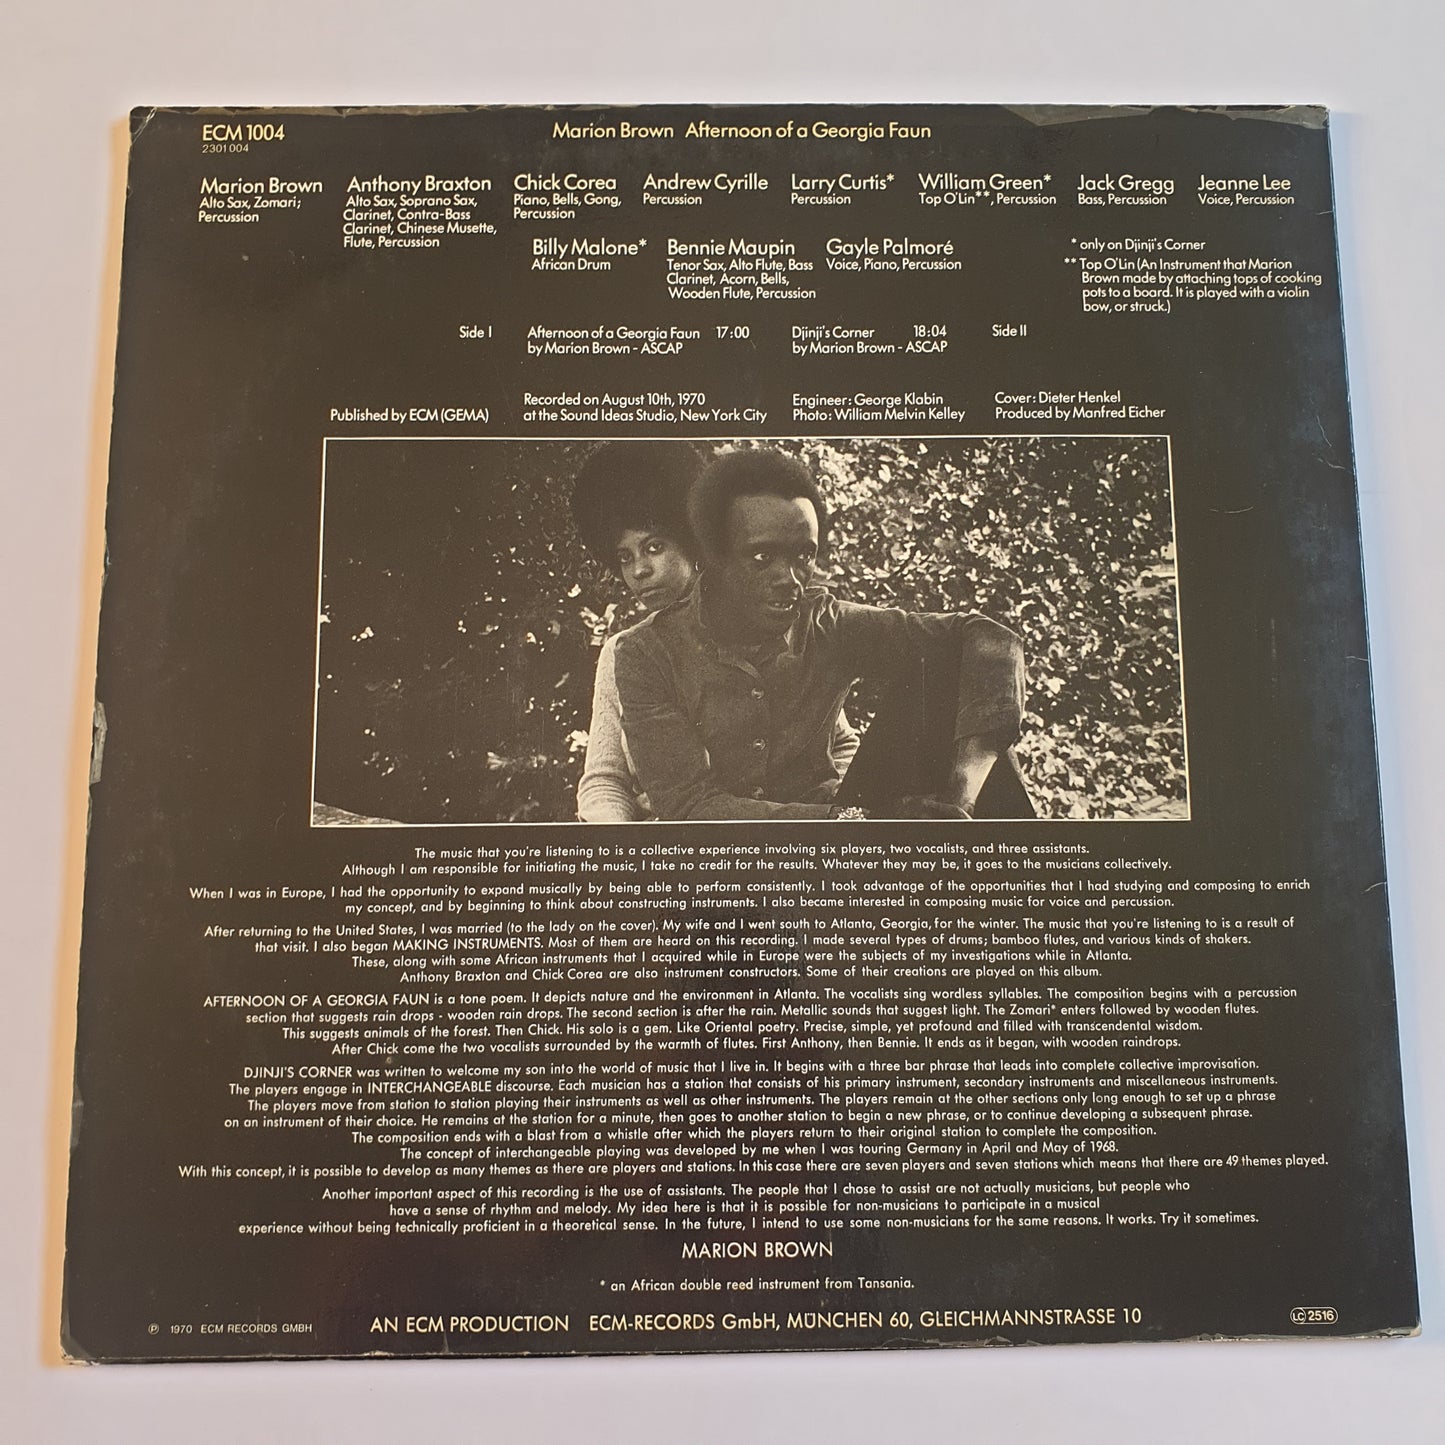 ECM 1004
2301 004
Marion Brown Afternoon of a Georgia Faun
Marion Brown
Alto Sax, Zomari;
Percussion
Anthony Braxton
Alto Sax, Soprano Sax,
Clarinet, Contra-Bass
Clarinet, Chinese Musette,
Flute, Percussion
Chick Corea
Piano, Bells, Gong,
Percussion
Andrew Cyrille
Percussion
Larry Curtis*
Percussion
William Green*
Top O'Lin**, Percussion
Jack Gregg
Bass, Percussion
Jeanne Lee
Voice, Percussion
Billy Malone*
African Drum
Bennie Maupin
Tenor Sax, Alto Flute, Bass
Clarinet, Acorn, Bells,
Wooden Flute, Percussion
Gayle Palmoré
Voice, Piano, Percussion
* only on Djinji's Corner
** Top O'Lin (An Instrument that Marion
Brown made by attaching tops of cooking
pots to a board. It is played with a violin
bow, or struck.)
Side I
Afternoon of a Georgia Faun 17:00
by Marion Brown - ASCAP
Djinji's Corner 18:04
by Marion Brown - ASCAP
Side II
Published by ECM (GEMA)
Recorded on August 10th, 1970
at the Sound Ideas Studio, New York City
Engineer: George Klabin
Photo: William Melvin Kelley
Cover: Dieter Henkel
Produced by Manfred Eicher
The music that you're listening to is a collective experience involving six players, two vocalists, and three assistants.
Although I am responsible for initiating the music, I take no credit for the results. Whatever they may be, it goes to the musicians collectively.
When I was in Europe, I had the opportunity to expand musically by being able to perform consistently. I took advantage of the opportunities that I had studying and composing to enrich
my concept, and by beginning to think about constructing instruments. I also became interested in composing music for voice and percussion.
After returning to the United States, I was married (to the lady on the cover). My wife and I went south to Atlanta, Georgia, for the winter. The music that you're listening to is a result of
that visit. I also began MAKING INSTRUMENTS. Most of them are heard on this recording. I made several types of drums; bamboo flutes, and various kinds of shakers.
These, along with some African instruments that I acquired while in Europe were the subjects of my investigations while in Atlanta.
Anthony Braxton and Chick Corea are also instrument constructors. Some of their creations are played on this album.
AFTERNOON OF A GEORGIA FAUN is a tone poem. It depicts nature and the environment in Atlanta. The vocalists sing wordless syllables. The composition begins with a percussion
section that suggests rain drops - wooden rain drops. The second section is after the rain. Metallic sounds that suggest light. The Zomari* enters followed by wooden flutes.
This suggests animals of the forest. Then Chick. His solo is a gem. Like Oriental poetry. Precise, simple, yet profound and filled with transcendental wisdom.
After Chick come the two vocalists surrounded by the warmth of flutes. First Anthony, then Bennie. It ends as it began, with wooden raindrops.
DJINJI'S CORNER was written to welcome my son into the world of music that I live in. It begins with a three bar phrase that leads into complete collective improvisation.
The players engage in INTERCHANGEABLE discourse. Each musician has a station that consists of his primary instrument, secondary instruments and miscellaneous instruments.
The players move from station to station playing their instruments as well as other instruments. The players remain at the other sections only long enough to set up a phrase
on an instrument of their choice. He remains at the station for a minute, then goes to another station to begin a new phrase, or to continue developing a subsequent phrase.
The composition ends with a blast from a whistle after which the players return to their original station to complete the composition.
The concept of interchangeable playing was developed by me when I was touring Germany in April and May of 1968.
With this concept, it is possible to develop as many themes as there are players and stations. In this case there are seven players and seven stations which means that there are 49 themes played.
Another important aspect of this recording is the use of assistants. The people that I chose to assist are not actually musicians, but people who
have a sense of rhythm and melody. My idea here is that it is possible for non-musicians to participate in a musical
experience without being technically proficient in a theoretical sense. In the future, I intend to use some non-musicians for the same reasons. It works. Try it sometimes.
MARION BROWN
* an African double reed instrument from Tansania.
℗ 1970 ECM RECORDS GMBH
AN ECM PRODUCTION ECM-RECORDS GmbH, MÜNCHEN 60, GLEICHMANNSTRASSE 10
LC 2516